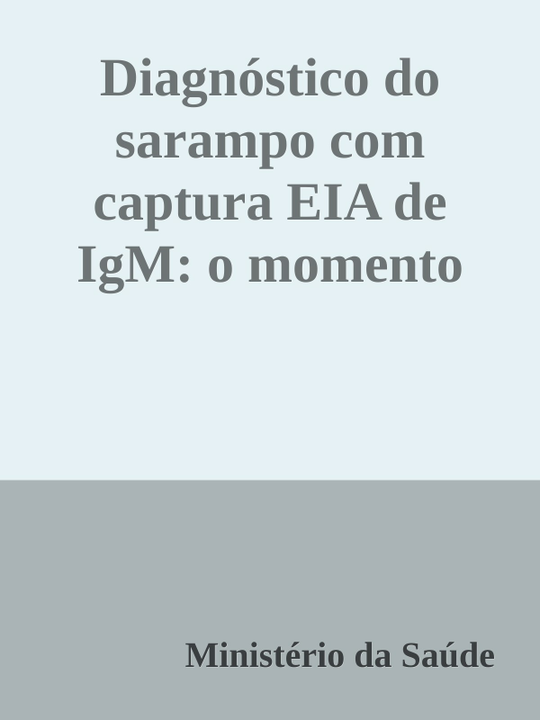 Diagnóstico do
sarampo com
captura EIA de
IgM: o momento
Ministério da Saúde